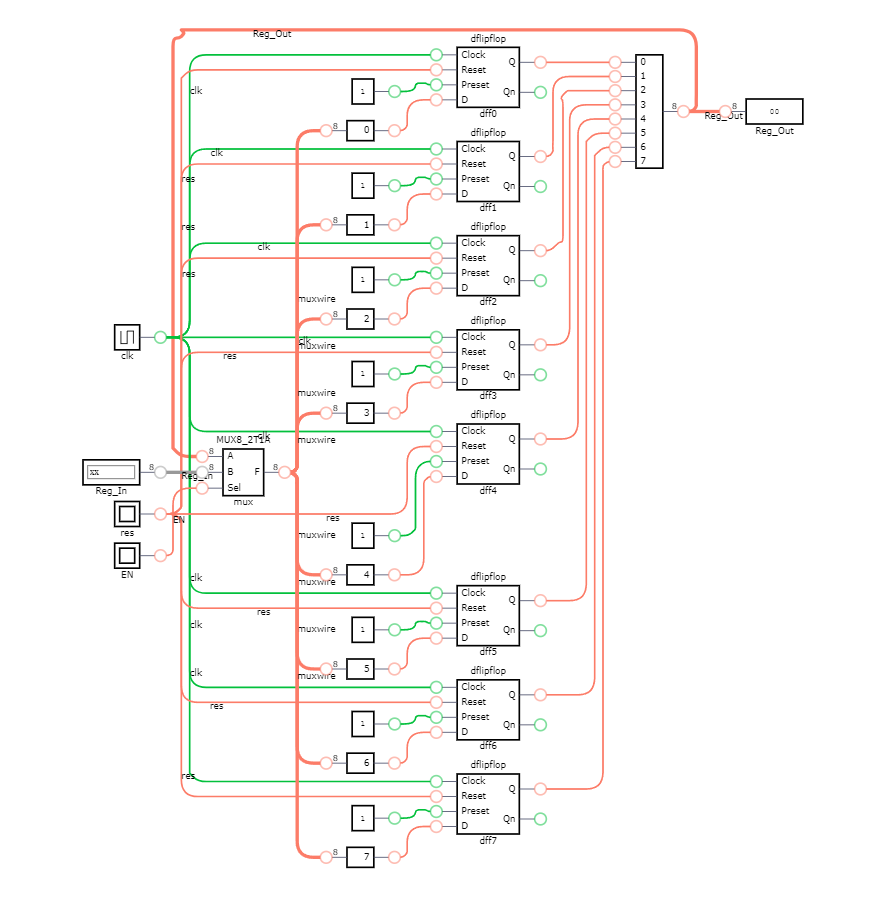 Reg_Out
dflipflop
Clock
Reset
Preset
D
Q
Qn
dff0
clk
1
8
0
0
1
2
3
4
5
6
7
8
Reg_Out
8
00
Reg_Out
dflipflop
Clock
Reset
Preset
D
Q
Qn
dff1
clk
res
1
8
1
dflipflop
Clock
Reset
Preset
D
Q
Qn
dff2
res
clk
res
1
muxwire
8
2
dflipflop
Clock
Reset
Preset
D
Q
Qn
dff3
clk
clk
muxwire
res
1
muxwire
8
3
dflipflop
Clock
Reset
Preset
D
Q
Qn
dff4
clk
muxwire
MUX8_2T1A
A
B
Sel
F
8
8
8
8
mux
xx
Reg_In
Reg_In
res
EN
EN
res
muxwire
1
8
4
dflipflop
Clock
Reset
Preset
D
Q
Qn
dff5
clk
muxwire
res
clk
muxwire
1
8
5
dflipflop
Clock
Reset
Preset
D
Q
Qn
dff6
clk
muxwire
res
1
8
6
dflipflop
Clock
Reset
Preset
D
Q
Qn
dff7
res
1
8
7